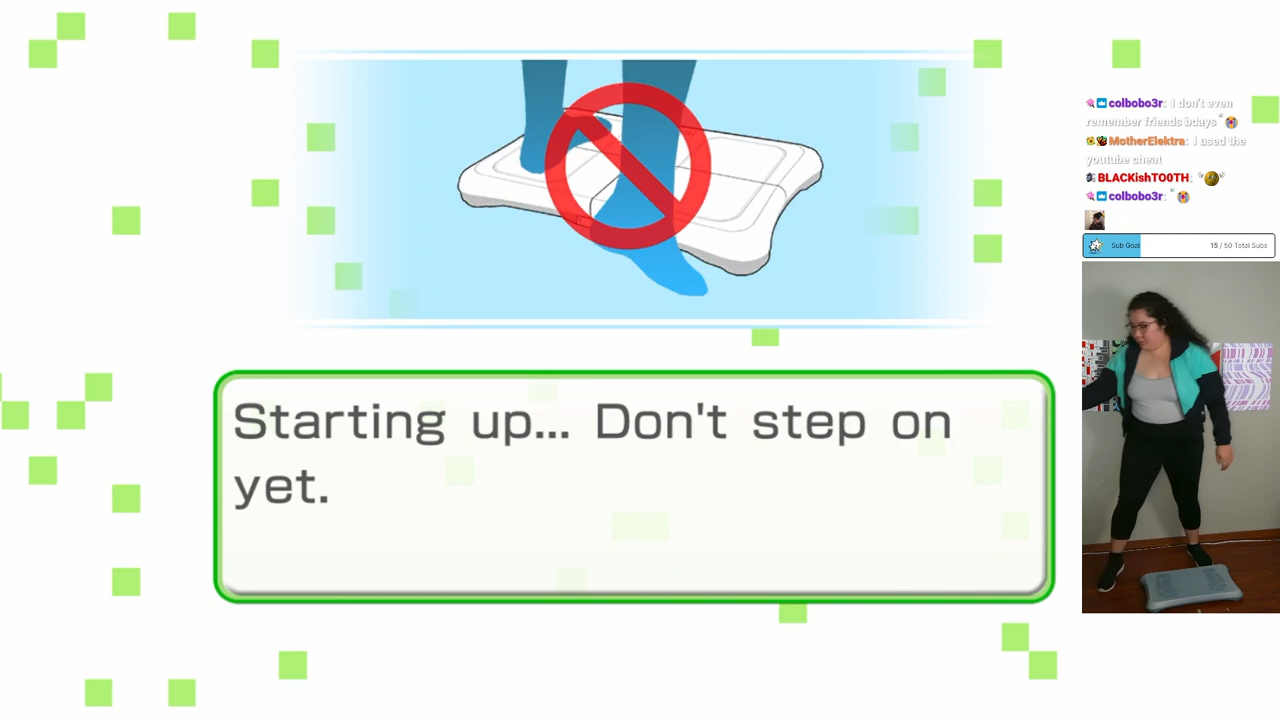 Starting up... Don't step on
yet.
colbobo3r: I don't even
remember friends bdays
MotherElektra: I used the
youtube cheat
BLACKishTO0TH:
colbobo3r:
Sub Goal 15 / 50 Total Subs